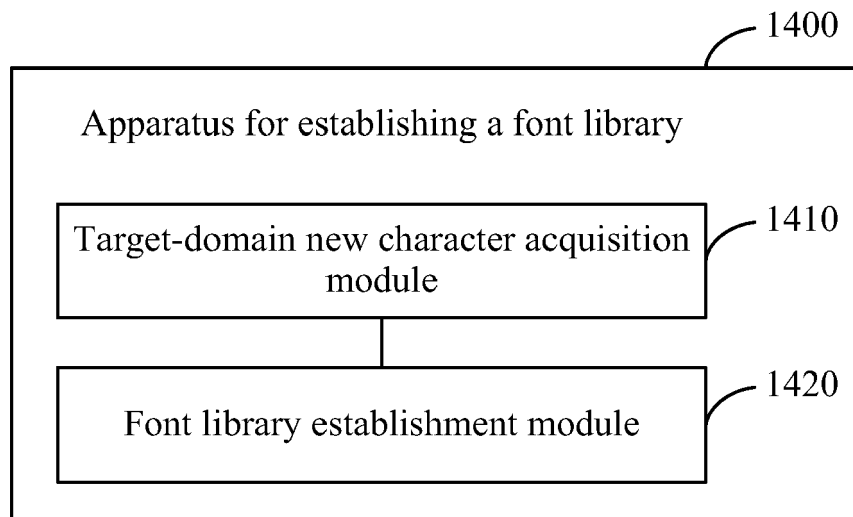 1400
Apparatus for establishing a font library
1410
Target-domain new character acquisition
module
1420
Font library establishment module